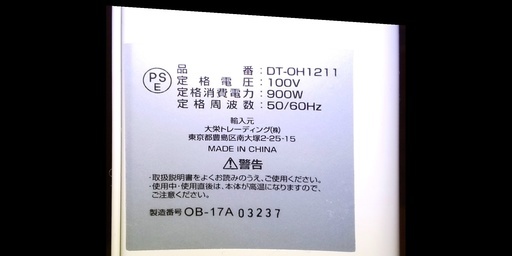 PS
E
品番：DT-OH1211
定格電圧：100V
定格消費電力：900W
定格周波数：50/60Hz
輸入元
大栄トレーディング(株)
東京都豊島区南大塚2-25-15
MADE IN CHINA
⚠警告
・取扱説明書をよくお読みのうえ、ご使用ください。
・使用中・使用直後は、本体が高温になりますので、
ご注意ください。
製造番号 OB-17A 03237